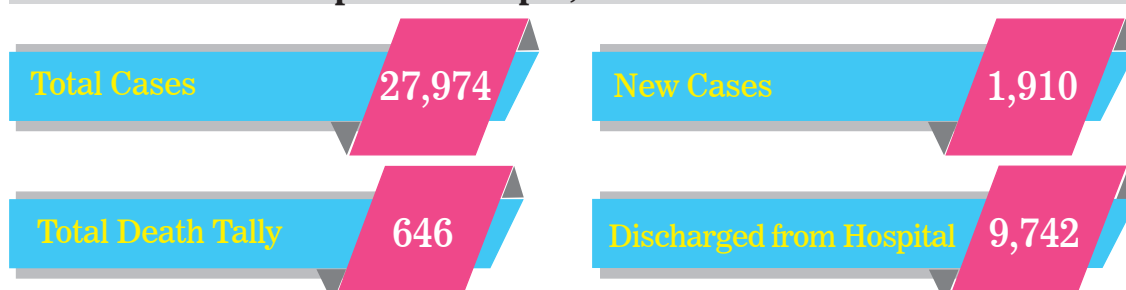 Total Cases 27,974
New Cases 1,910
Total Death Tally 646
Discharged from Hospital 9,742